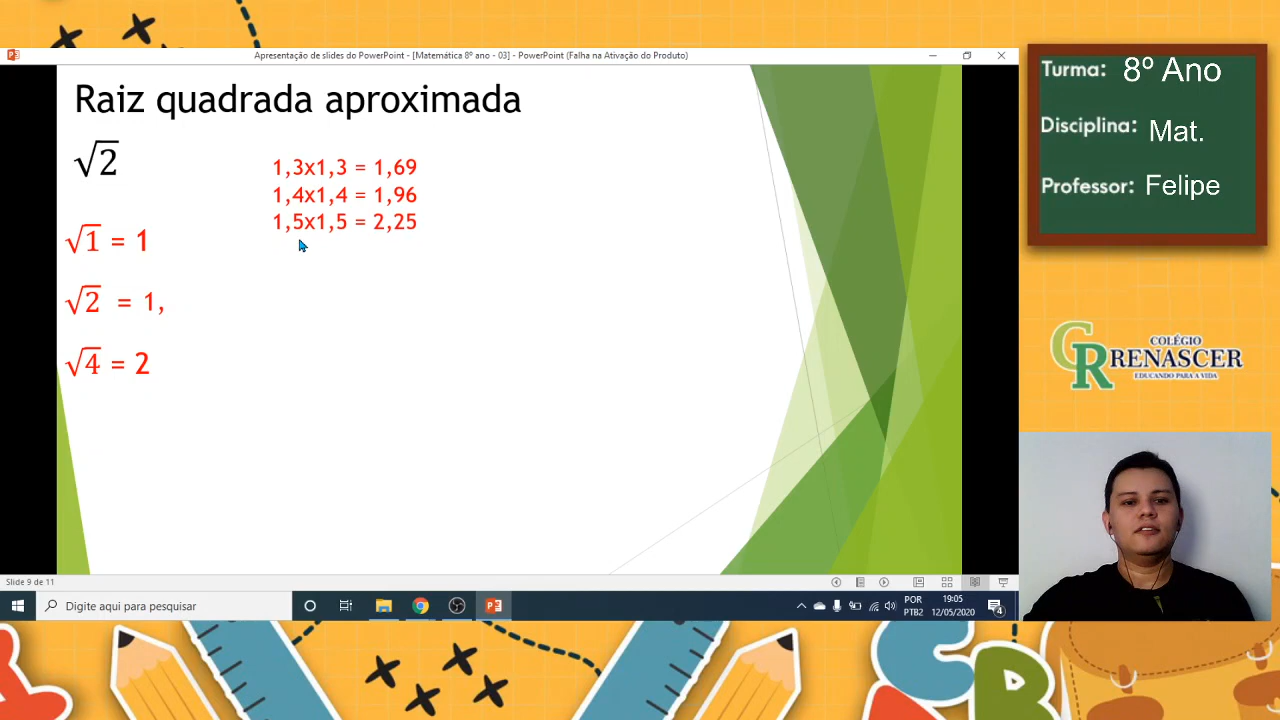 Apresentação de slides do PowerPoint - [Matemática 8º ano - 03] - PowerPoint (Falha na Ativação do Produto)
Raiz quadrada aproximada
√2
1,3x1,3 = 1,69
1,4x1,4 = 1,96
1,5x1,5 = 2,25
√1 = 1
√2 = 1,
√4 = 2
Slide 9 de 11
Digite aqui para pesquisar
POR
PTB2
19:05
12/05/2020
4
Turma: 8º Ano
Disciplina: Mat.
Professor: Felipe
CR
COLÉGIO
RENASCER
EDUCANDO PARA A VIDA